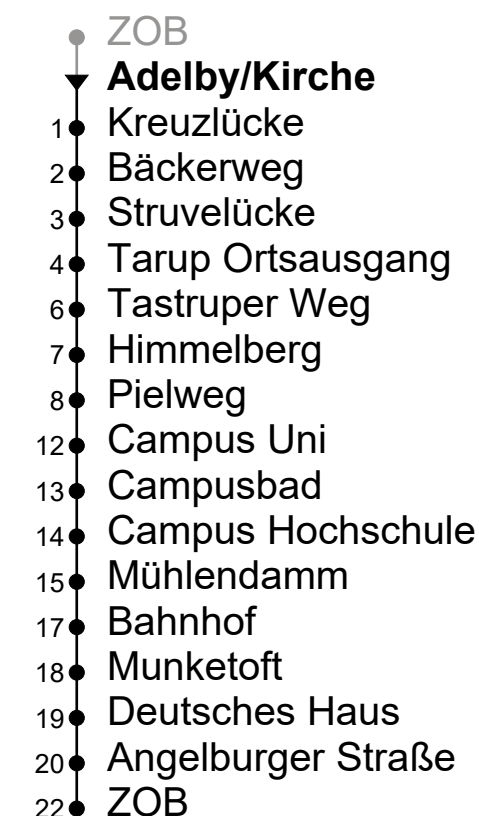 ZOB
Adelby/Kirche
1 Kreuzlücke
2 Bäckerweg
3 Struvelücke
4 Tarup Ortsausgang
6 Tastruper Weg
7 Himmelberg
8 Pielweg
12 Campus Uni
13 Campusbad
14 Campus Hochschule
15 Mühlendamm
17 Bahnhof
18 Munketoft
19 Deutsches Haus
20 Angelburger Straße
22 ZOB